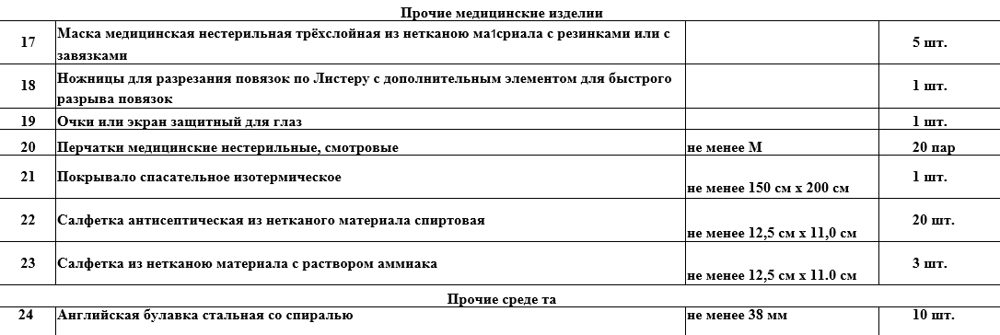 Прочие медицинские изделии
17 Маска медицинская нестерильная трёхслойная из нетканою ма1сриала с резинками или с завязками 5 шт.
18 Ножницы для разрезания повязок по Листеру с дополнительным элементом для быстрого разрыва повязок 1 шт.
19 Очки или экран защитный для глаз 1 шт.
20 Перчатки медицинские нестерильные, смотровые не менее М 20 пар
21 Покрывало спасательное изотермическое не менее 150 см х 200 см 1 шт.
22 Салфетка антисептическая из нетканого материала спиртовая не менее 12,5 см х 11,0 см 20 шт.
23 Салфетка из нетканою материала с раствором аммиака не менее 12,5 см х 11.0 см 3 шт.
Прочие среде та
24 Английская булавка стальная со спиралью не менее 38 мм 10 шт.